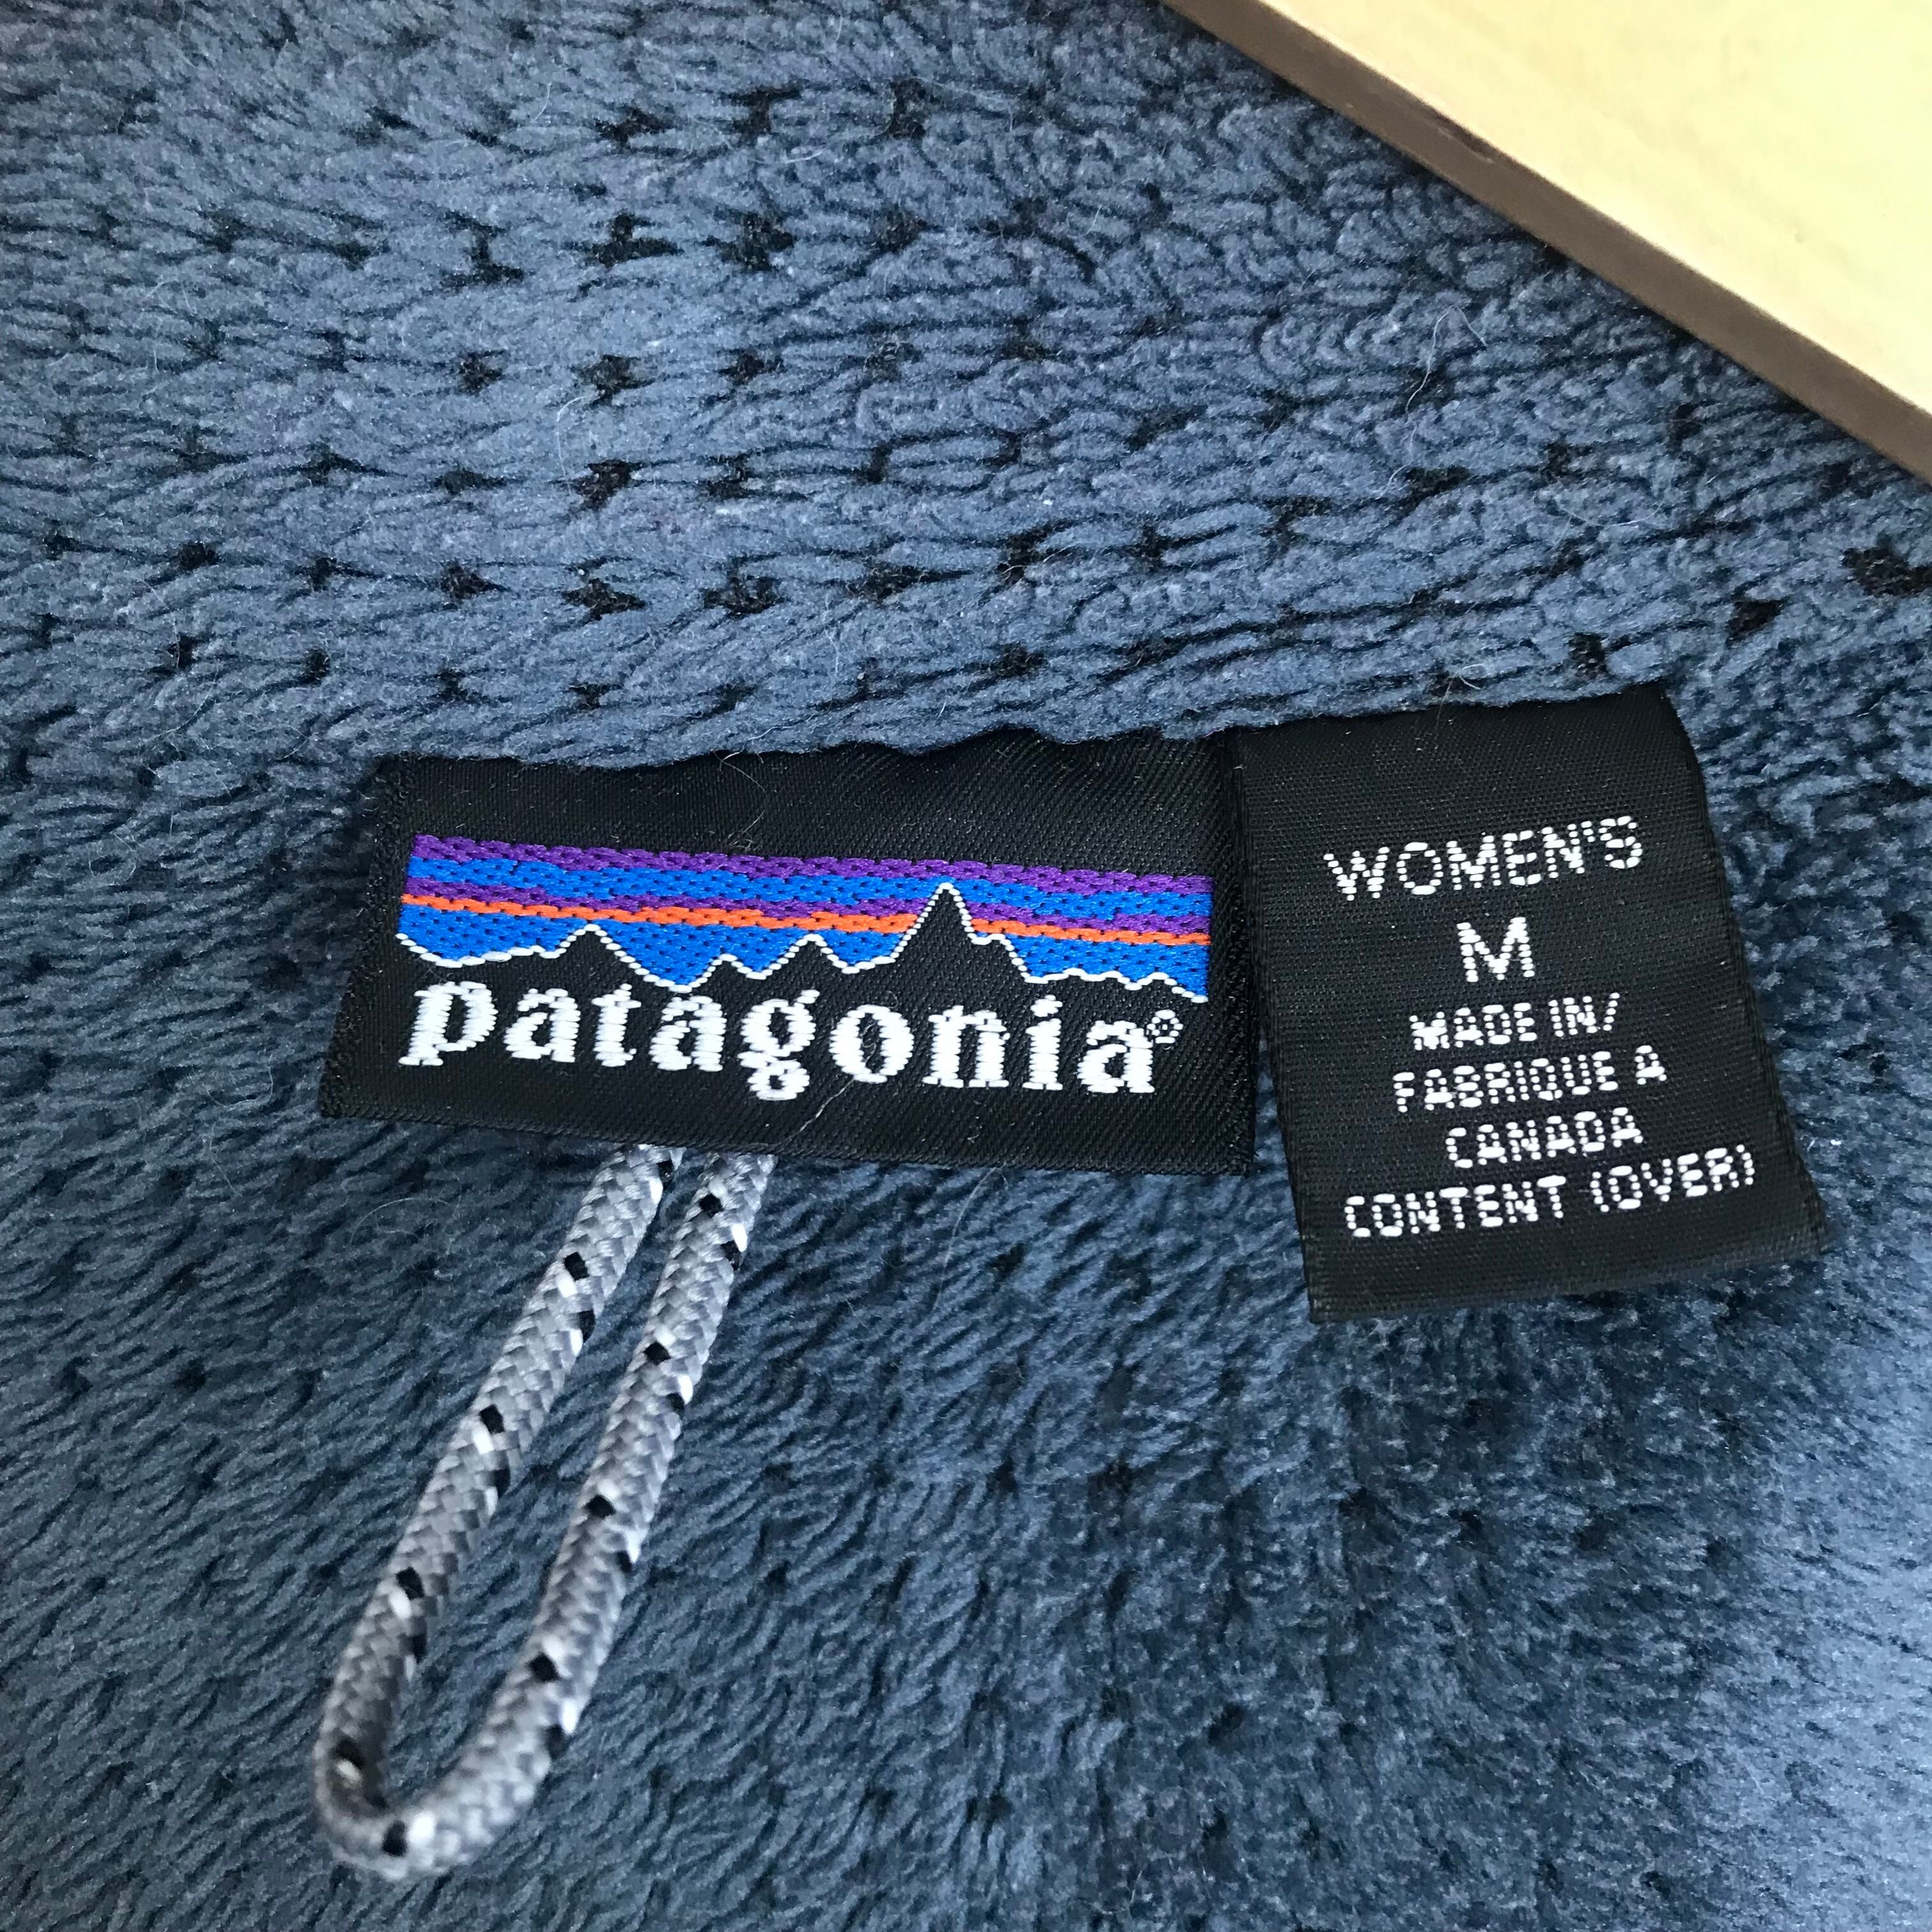 patagonia®
WOMEN'S
M
MADE IN/
FABRIQUE A
CANADA
CONTENT (OVER)